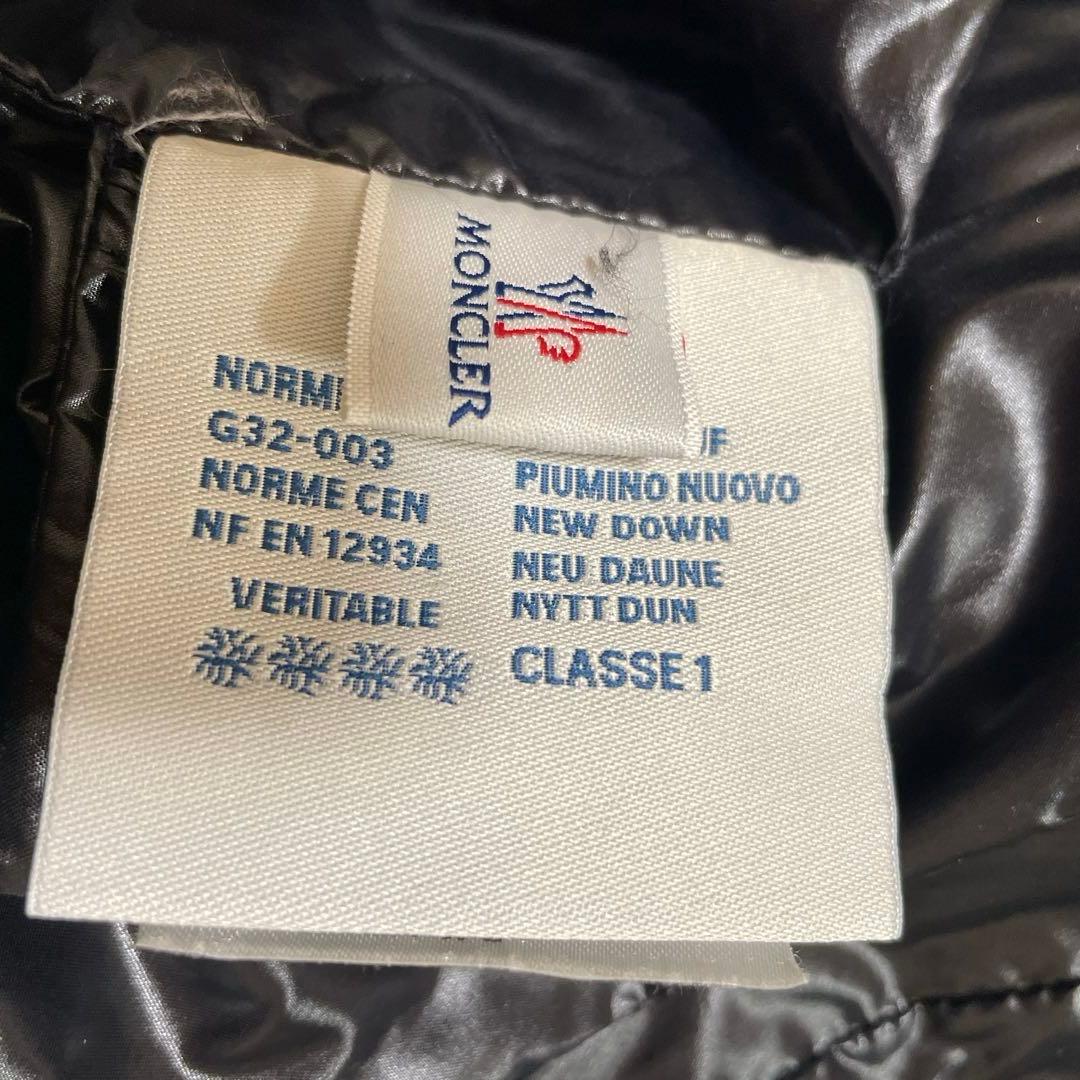 MONCLER
NORM
G32-003
NORME CEN
NF EN 12934
VERITABLE
UF
PIUMINO NUOVO
NEW DOWN
NEU DAUNE
NYTT DUN
CLASSE 1